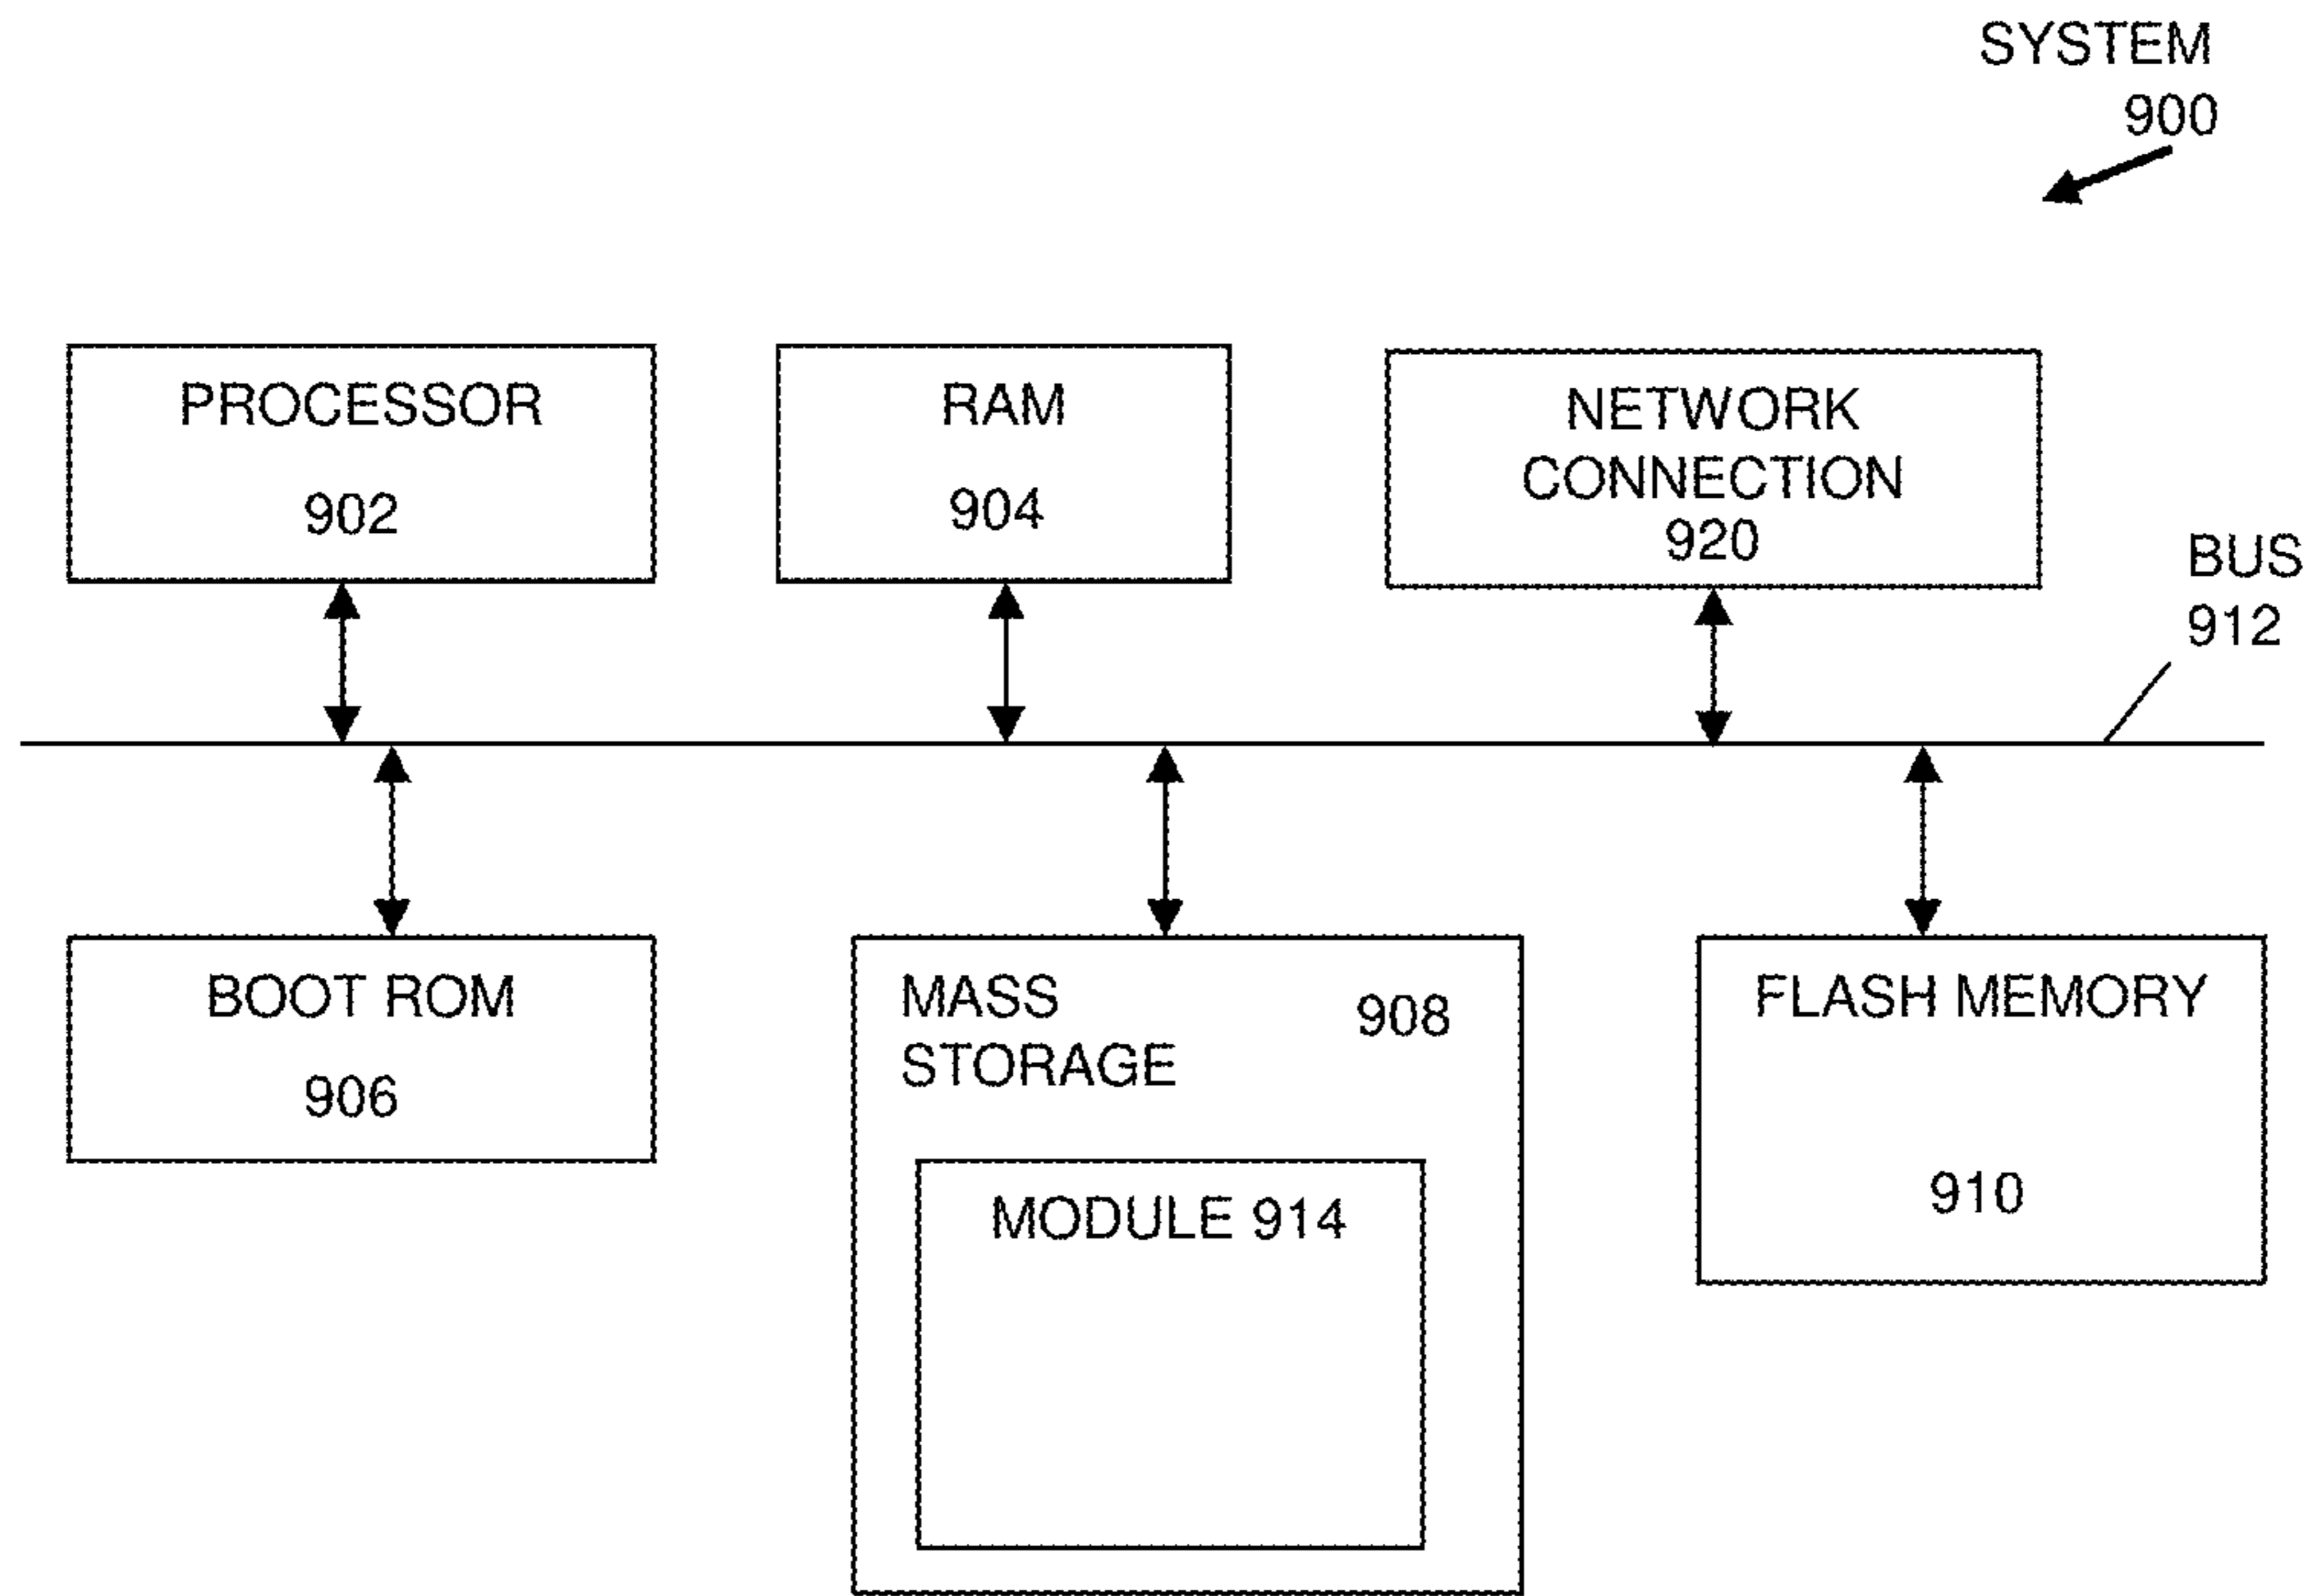 SYSTEM
900
PROCESSOR
902
RAM
904
NETWORK
CONNECTION
920
BUS
912
BOOT ROM
906
MASS
STORAGE
908
MODULE 914
FLASH MEMORY
910